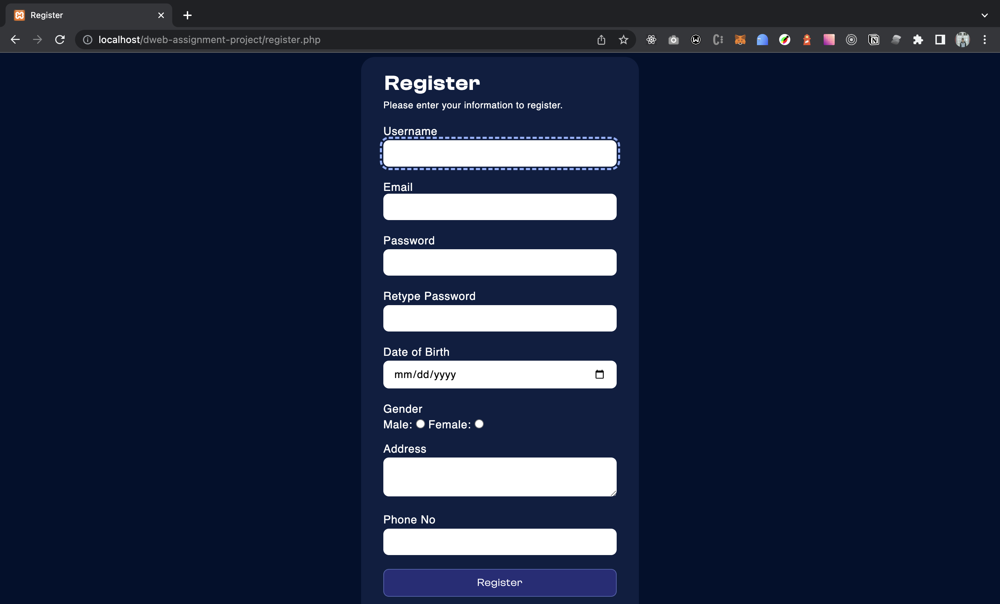 Register
localhost/dweb-assignment-project/register.php
Register
Please enter your information to register.
Username
Email
Password
Retype Password
Date of Birth
mm/dd/yyyy
Gender
Male: Female:
Address
Phone No
Register